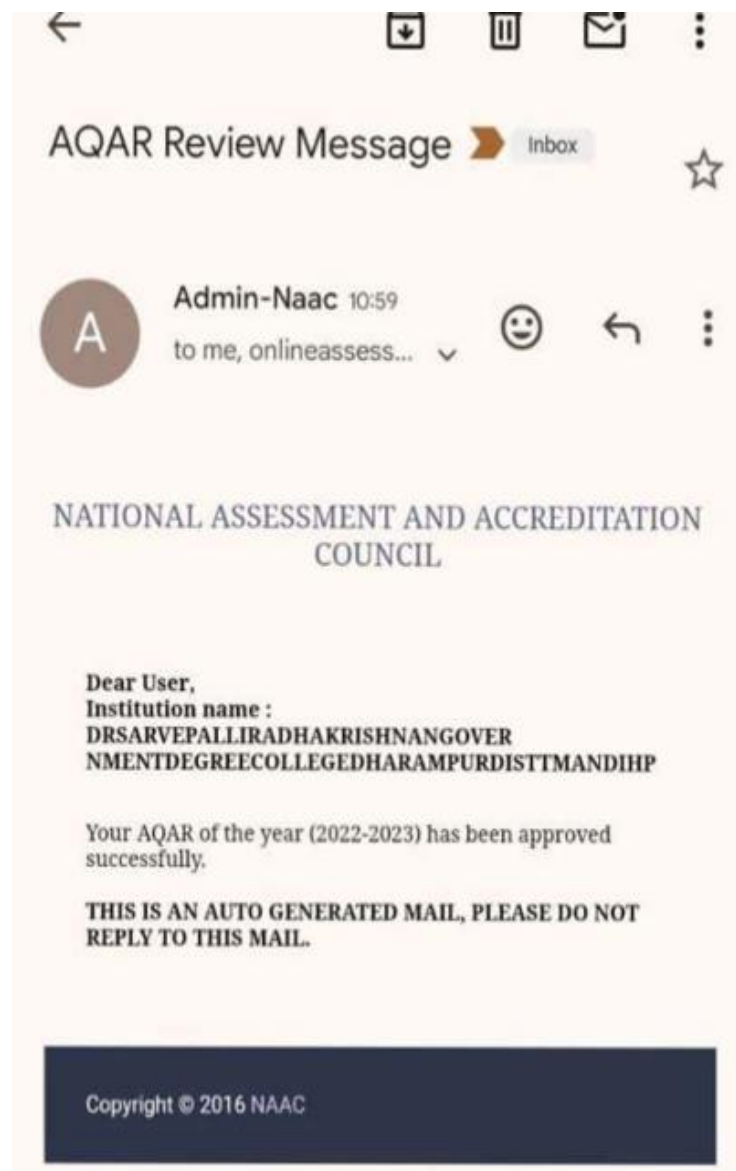 AQAR Review Message Inbox
Admin-Naac 10:59
to me, onlineassess...
A
NATIONAL ASSESSMENT AND ACCREDITATION
COUNCIL
Dear User,
Institution name :
DRSARVEPALLIRADHAKRISHNANGOVER
NMENTDEGREECOLLEGEDHARAMPURDISTTMANDIHP
Your AQAR of the year (2022-2023) has been approved
successfully.
THIS IS AN AUTO GENERATED MAIL, PLEASE DO NOT
REPLY TO THIS MAIL.
Copyright © 2016 NAAC